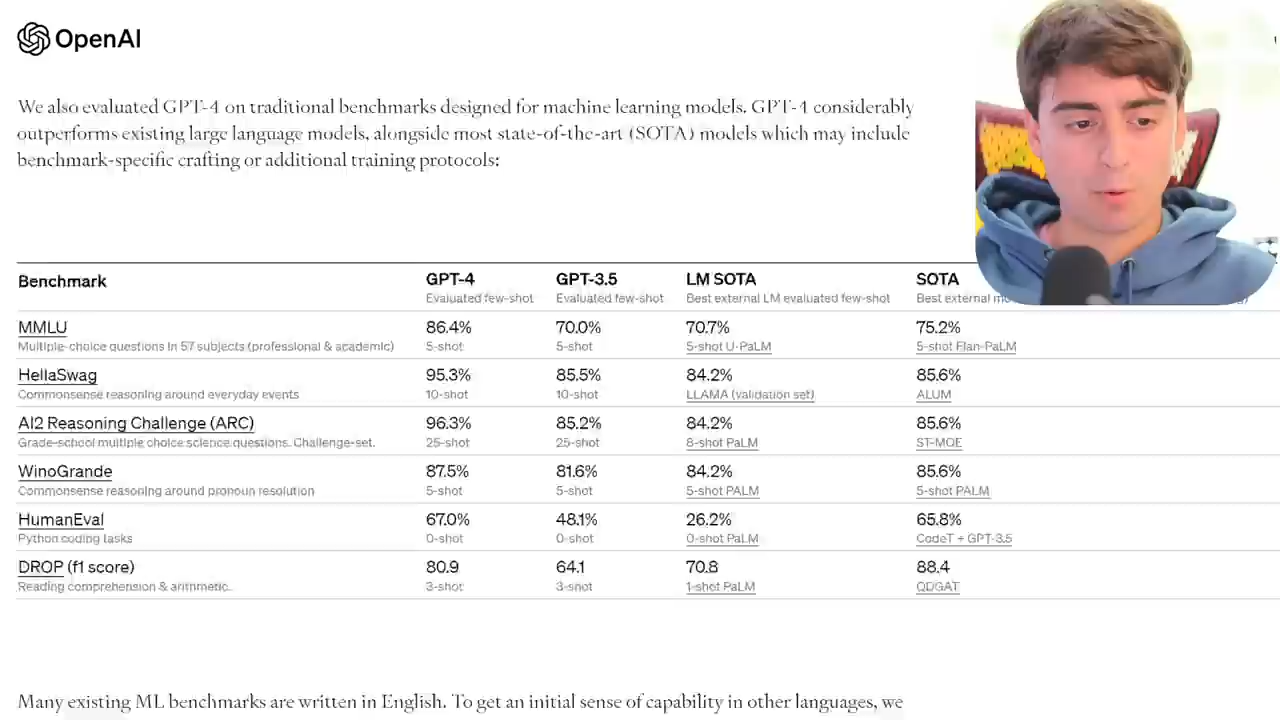 OpenAI
We also evaluated GPT-4 on traditional benchmarks designed for machine learning models. GPT-4 considerably
outperforms existing large language models, alongside most state-of-the-art (SOTA) models which may include
benchmark-specific crafting or additional training protocols:
Benchmark GPT-4 GPT-3.5 LM SOTA SOTA
Evaluated few-shot Evaluated few-shot Best external LM evaluated few-shot Best external
MMLU 86.4% 70.0% 70.7% 75.2%
Multiple-choice questions in 57 subjects (professional & academic) 5-shot 5-shot 5-shot U-PaLM 5-shot Flan-PaLM
HellaSwag 95.3% 85.5% 84.2% 85.6%
Commonsense reasoning around everyday events 10-shot 10-shot LLAMA (validation set) ALUM
AI2 Reasoning Challenge (ARC) 96.3% 85.2% 84.2% 85.6%
Grade-school multiple choice science questions. Challenge-set. 25-shot 25-shot 8-shot PaLM ST-MOE
WinoGrande 87.5% 81.6% 84.2% 85.6%
Commonsense reasoning around pronoun resolution 5-shot 5-shot 5-shot PALM 5-shot PALM
HumanEval 67.0% 48.1% 26.2% 65.8%
Python coding tasks 0-shot 0-shot 0-shot PaLM CodeT + GPT-3.5
DROP (f1 score) 80.9 64.1 70.8 88.4
Reading comprehension & arithmetic. 3-shot 3-shot 1-shot PaLM QDGAT
Many existing ML benchmarks are written in English. To get an initial sense of capability in other languages, we